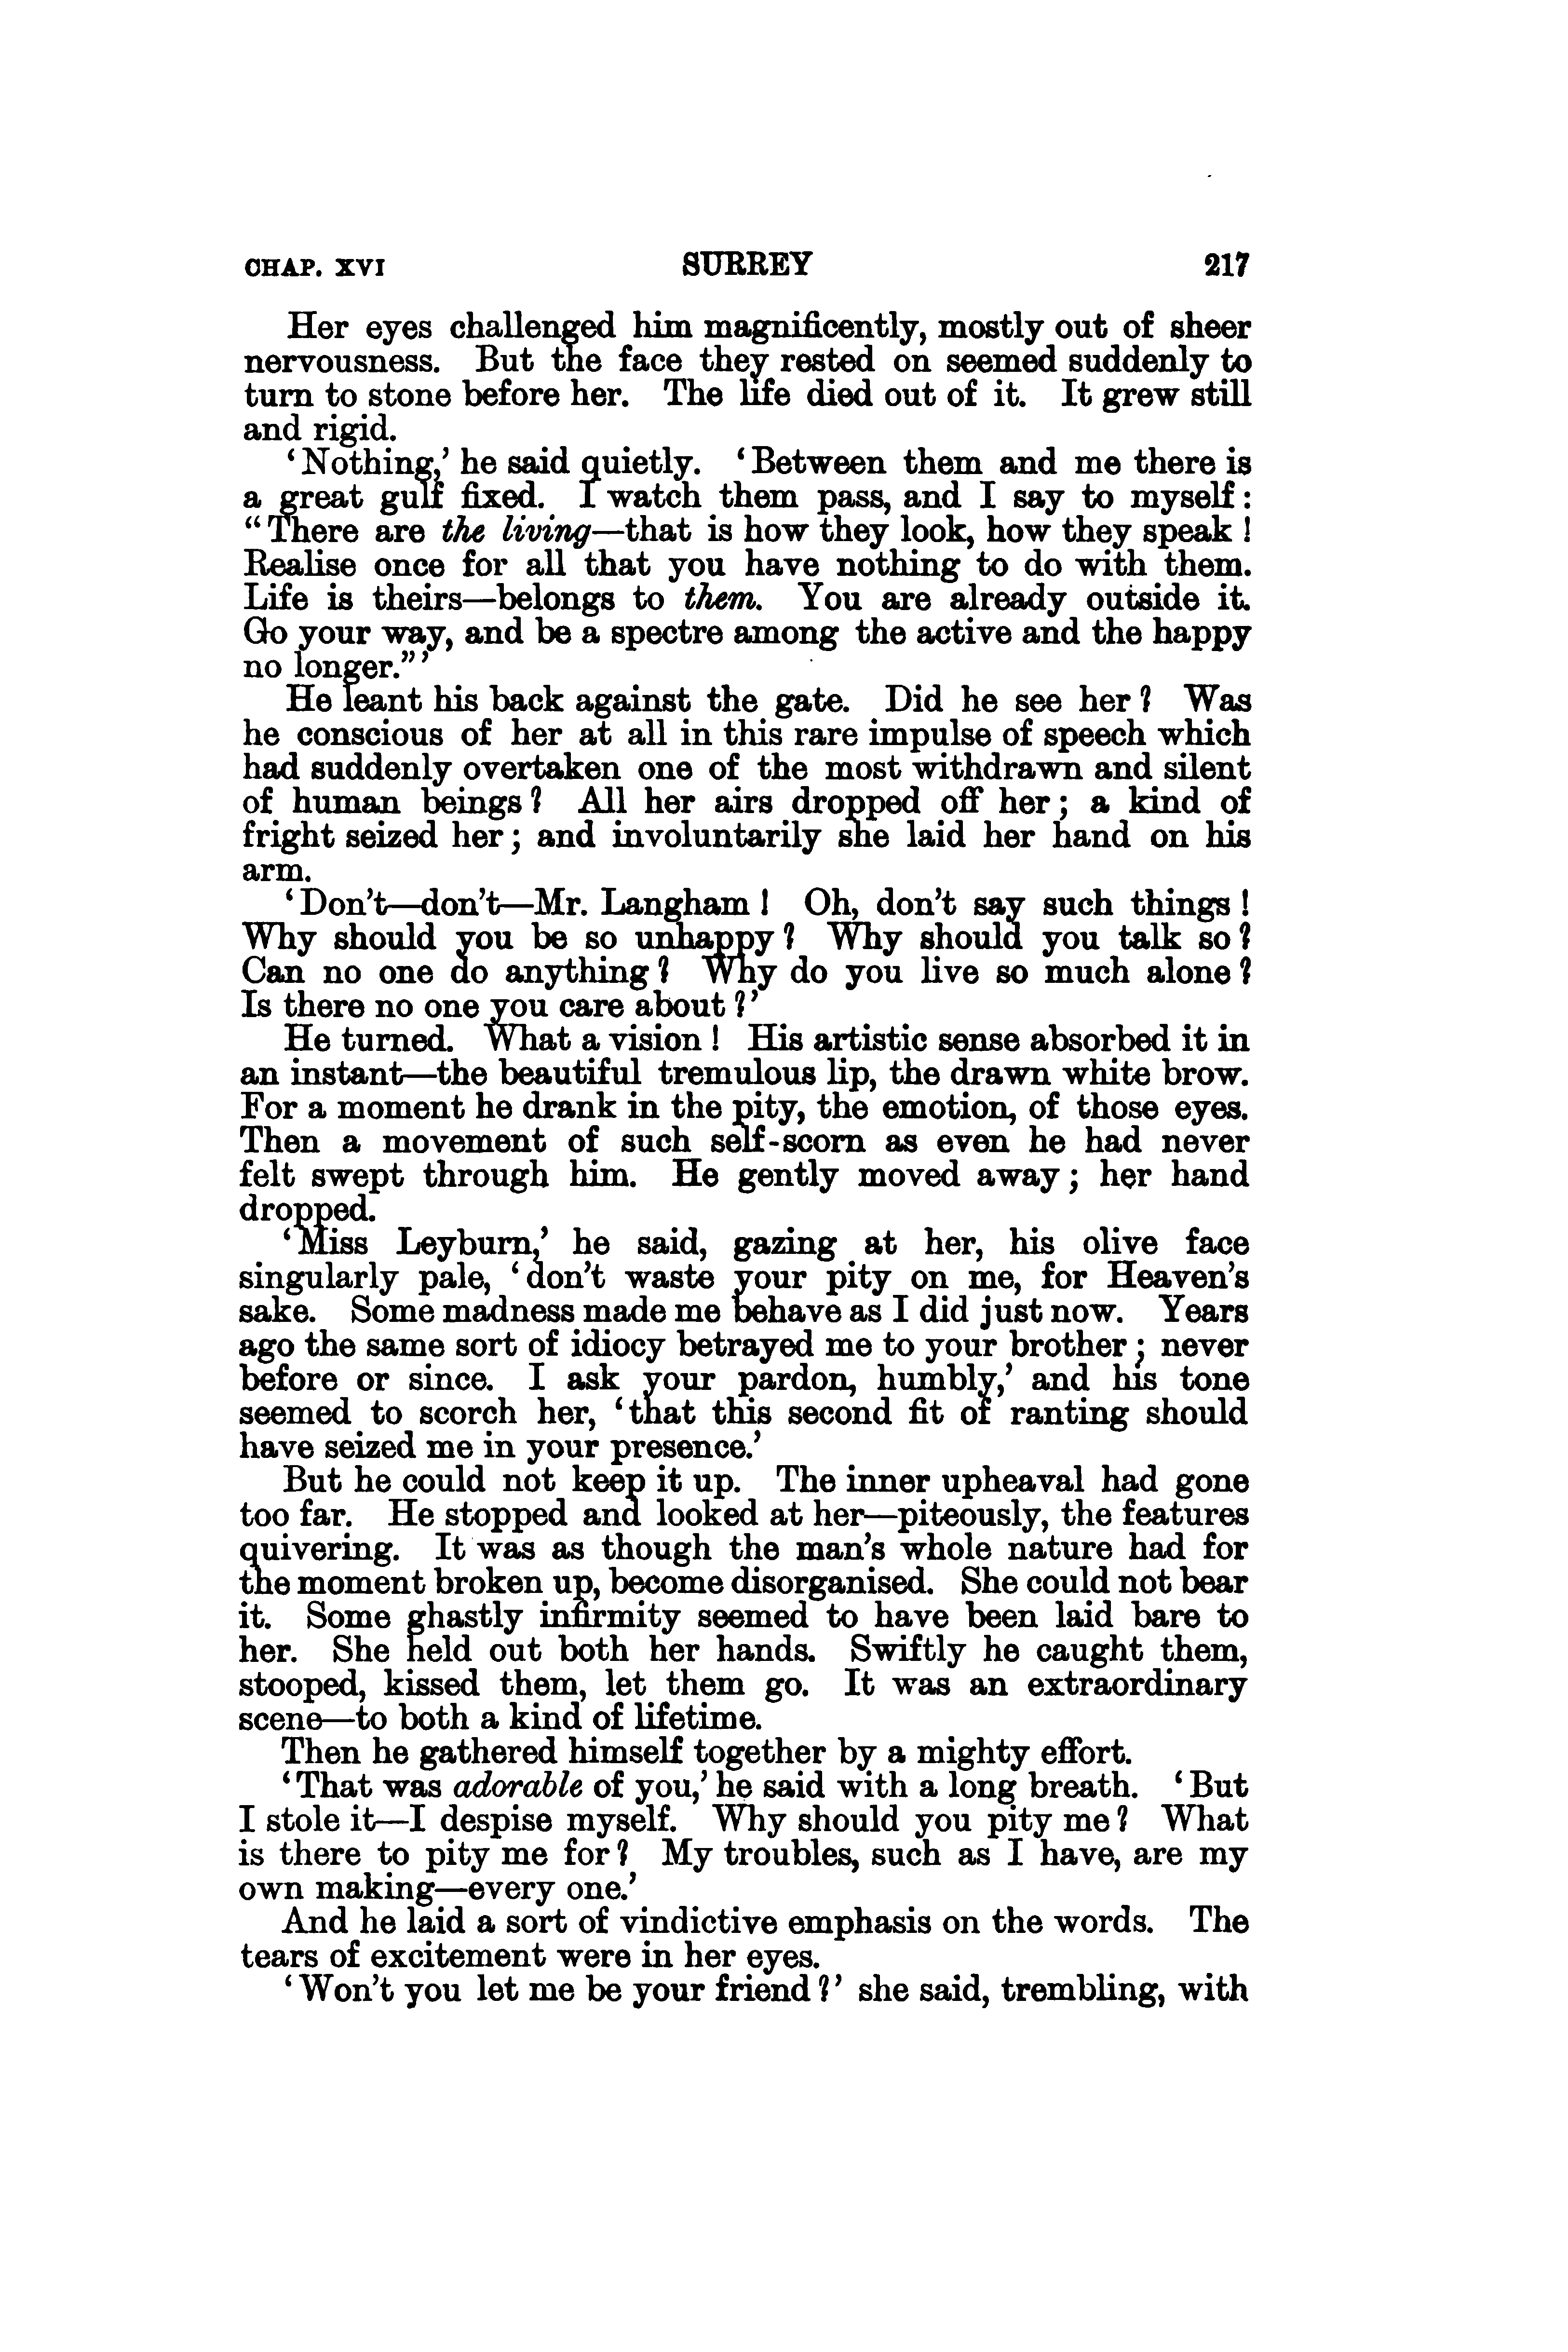 CHAP. XVI SURREY 217
Her eyes challenged him magnificently, mostly out of sheer
nervousness. But the face they rested on seemed suddenly to
turn to stone before her. The life died out of it. It grew still
and rigid.
‘Nothing,’ he said quietly. ‘Between them and me there is
a great gulf fixed. I watch them pass, and I say to myself:
“There are the living—that is how they look, how they speak!
Realise once for all that you have nothing to do with them.
Life is theirs—belongs to them. You are already outside it.
Go your way, and be a spectre among the active and the happy
no longer.”’
He leant his back against the gate. Did he see her? Was
he conscious of her at all in this rare impulse of speech which
had suddenly overtaken one of the most withdrawn and silent
of human beings? All her airs dropped off her; a kind of
fright seized her; and involuntarily she laid her hand on his
arm.
‘Don’t—don’t—Mr. Langham! Oh, don’t say such things!
Why should you be so unhappy? Why should you talk so?
Can no one do anything? Why do you live so much alone?
Is there no one you care about?’
He turned. What a vision! His artistic sense absorbed it in
an instant—the beautiful tremulous lip, the drawn white brow.
For a moment he drank in the pity, the emotion, of those eyes.
Then a movement of such self-scorn as even he had never
felt swept through him. He gently moved away; her hand
dropped.
‘Miss Leyburn,’ he said, gazing at her, his olive face
singularly pale, ‘don’t waste your pity on me, for Heaven’s
sake. Some madness made me behave as I did just now. Years
ago the same sort of idiocy betrayed me to your brother; never
before or since. I ask your pardon, humbly,’ and his tone
seemed to scorch her, ‘that this second fit of ranting should
have seized me in your presence.’
But he could not keep it up. The inner upheaval had gone
too far. He stopped and looked at her—piteously, the features
quivering. It was as though the man’s whole nature had for
the moment broken up, become disorganised. She could not bear
it. Some ghastly infirmity seemed to have been laid bare to
her. She held out both her hands. Swiftly he caught them,
stooped, kissed them, let them go. It was an extraordinary
scene—to both a kind of lifetime.
Then he gathered himself together by a mighty effort.
‘That was adorable of you,’ he said with a long breath. ‘But
I stole it—I despise myself. Why should you pity me? What
is there to pity me for? My troubles, such as I have, are my
own making—every one.’
And he laid a sort of vindictive emphasis on the words. The
tears of excitement were in her eyes.
‘Won’t you let me be your friend?’ she said, trembling, with